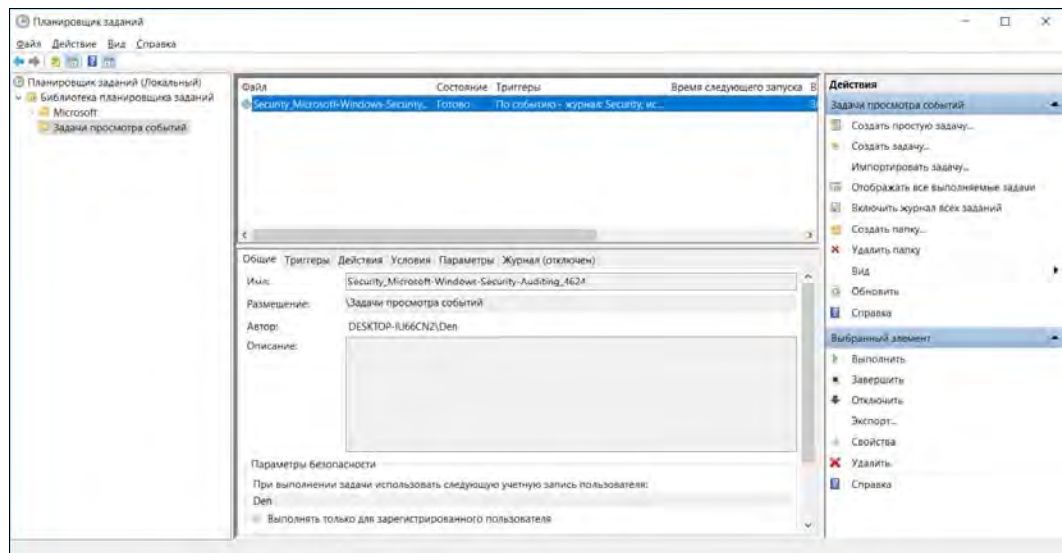 Планировщик заданий
Файл Действие Вид Справка
Планировщик заданий (Локальный)
Библиотека планировщика заданий
Microsoft
Задачи просмотра событий
Файл Состояние Триггеры Время следующего запуска В
Security_Microsoft-Windows-Security... Готово По событию - журнал: Security, ис...
Общие Триггеры Действия Условия Параметры Журнал (отключен)
Имя: Security_Microsoft-Windows-Security-Auditing_4624
Размещение: \Задачи просмотра событий
Автор: DESKTOP-IU66CN2\Den
Описание:
Параметры безопасности
При выполнении задачи использовать следующую учетную запись пользователя:
Den
Выполнять только для зарегистрированного пользователя
Действия
Задачи просмотра событий
Создать простую задачу...
Создать задачу...
Импортировать задачу...
Отображать все выполняемые задачи
Включить журнал всех заданий
Создать папку...
Удалить папку
Вид
Обновить
Справка
Выбранный элемент
Выполнить
Завершить
Отключить
Экспорт...
Свойства
Удалить
Справка